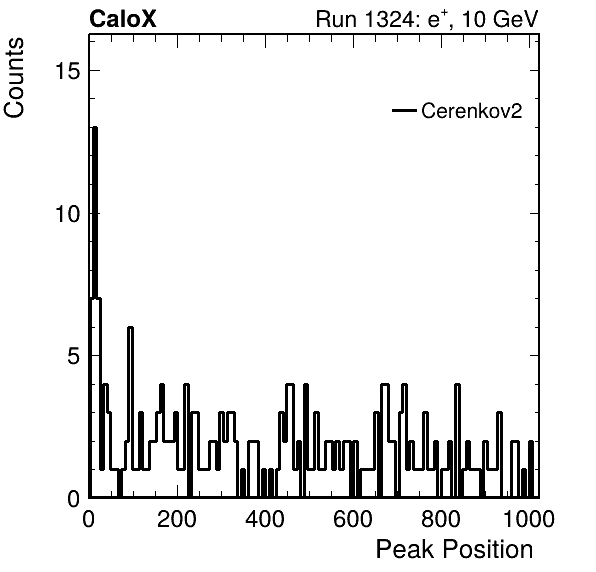 CaloX Run 1324: e⁺, 10 GeV
Counts
15
Cerenkov2
10
5
0
0 200 400 600 800 1000
Peak Position